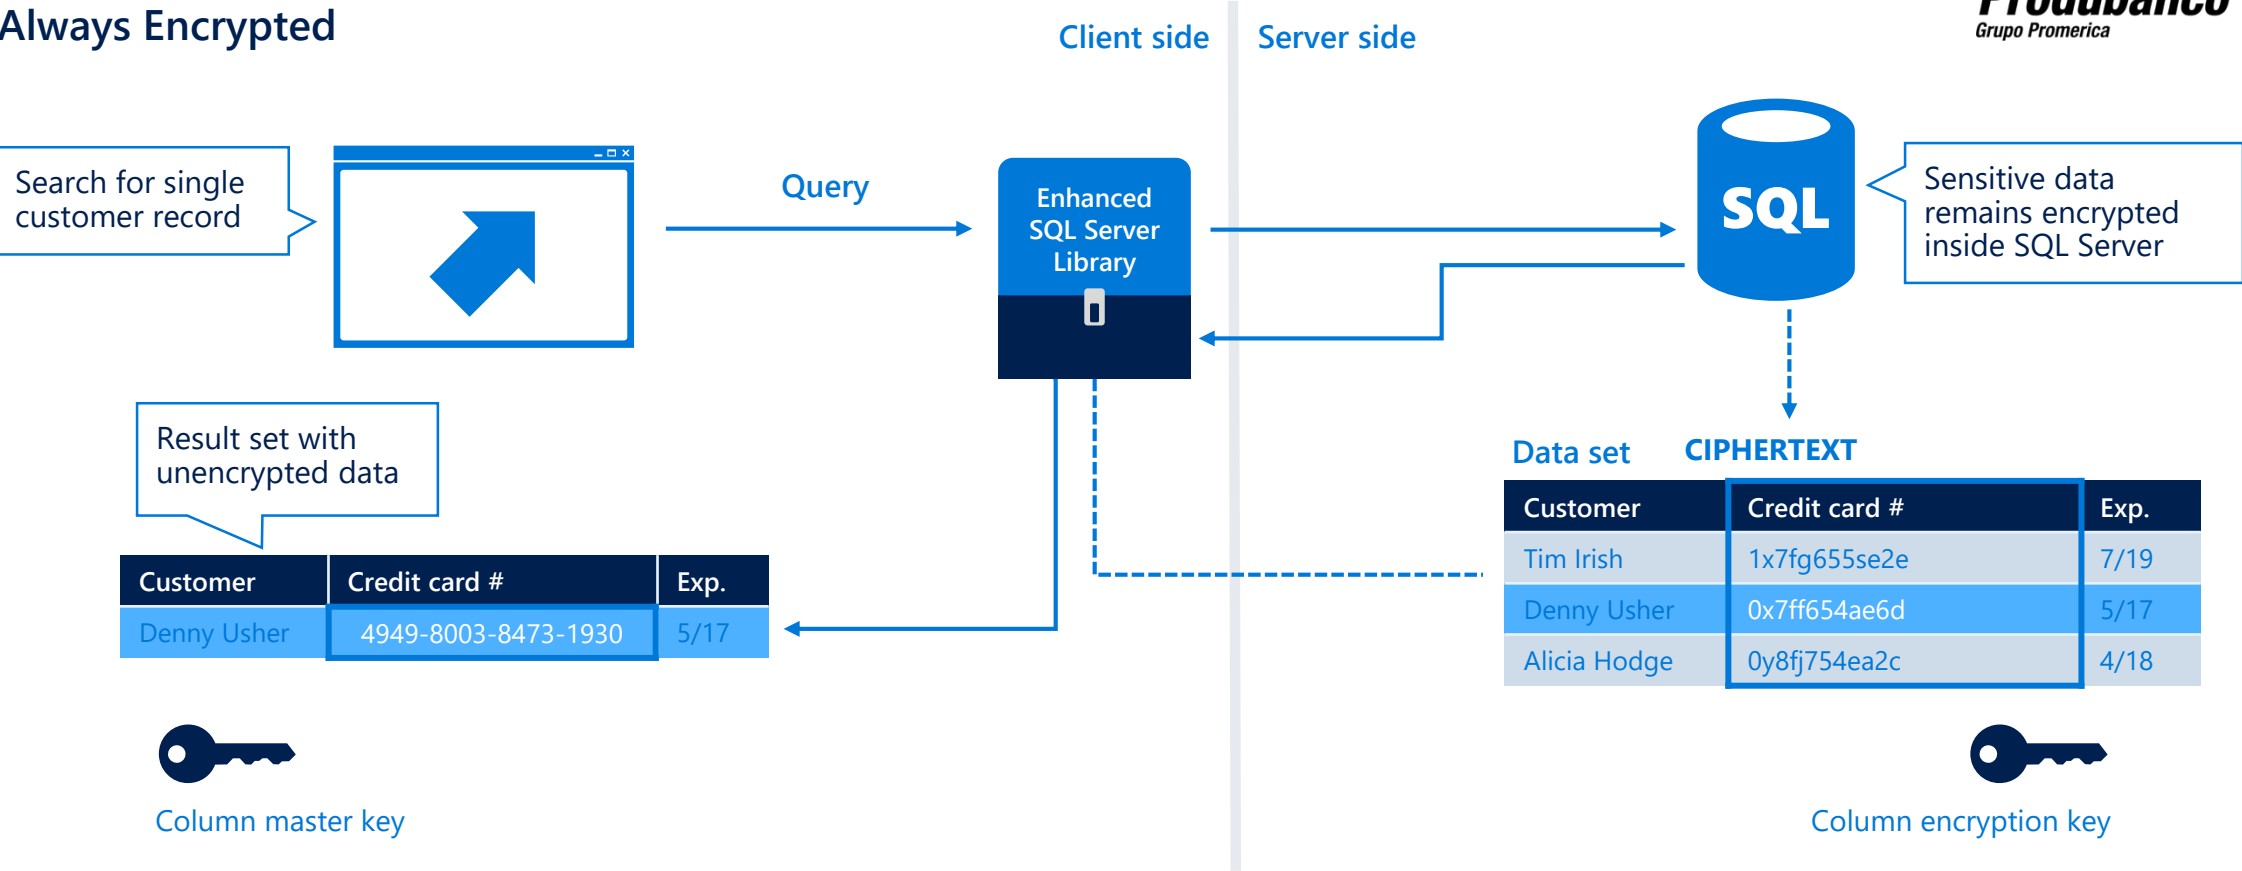 Always Encrypted
Client side
Server side
Produbanco
Grupo Promerica
Search for single
customer record
Query
Enhanced
SQL Server
Library
SQL
Sensitive data
remains encrypted
inside SQL Server
Result set with
unencrypted data
Customer Credit card # Exp.
Denny Usher 4949-8003-8473-1930 5/17
Data set CIPHERTEXT
Customer Credit card # Exp.
Tim Irish 1x7fg655se2e 7/19
Denny Usher 0x7ff654ae6d 5/17
Alicia Hodge 0y8fj754ea2c 4/18
Column master key
Column encryption key